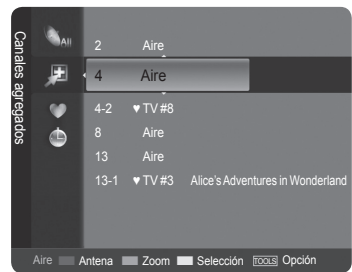 Canales agregados
All
2 Aire
4 Aire
4-2 ♥ TV #8
8 Aire
13 Aire
13-1 ♥ TV #3 Alice's Adventures in Wonderland
Aire Antena Zoom Selección TOOLS Opción